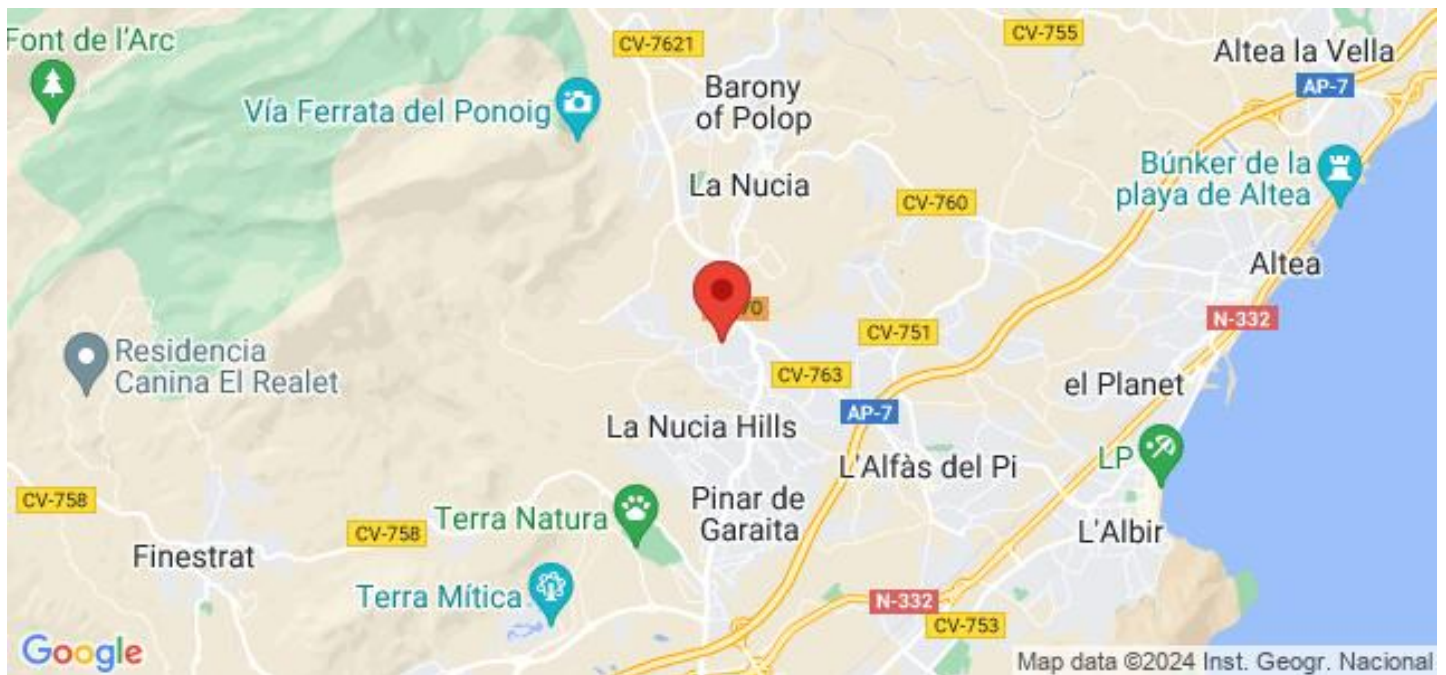 Font de l'Arc
CV-7621
CV-755
Altea la Vella
AP-7
Vía Ferrata del Ponoig
Barony
of Polop
Búnker de la
playa de Altea
La Nucia
CV-760
Altea
70
N-332
CV-751
Residencia
Canina El Realet
CV-763
el Planet
AP-7
La Nucia Hills
L'Alfàs del Pi
LP
CV-758
Terra Natura
Pinar de
Garaita
CV-758
L'Albir
Finestrat
Terra Mítica
N-332
CV-753
Google
Map data ©2024 Inst. Geogr. Nacional